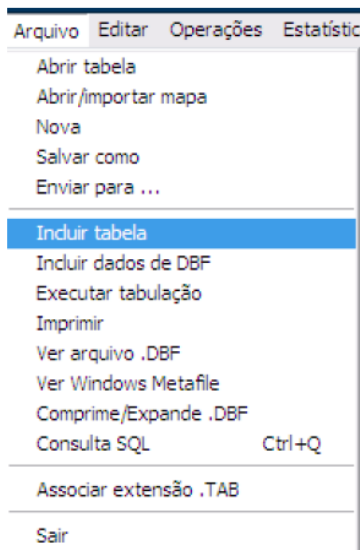 Arquivo Editar Operações Estatístic
Abrir tabela
Abrir/importar mapa
Nova
Salvar como
Enviar para ...
Incluir tabela
Incluir dados de DBF
Executar tabulação
Imprimir
Ver arquivo .DBF
Ver Windows Metafile
Comprime/Expande .DBF
Consulta SQL Ctrl+Q
Associar extensão .TAB
Sair